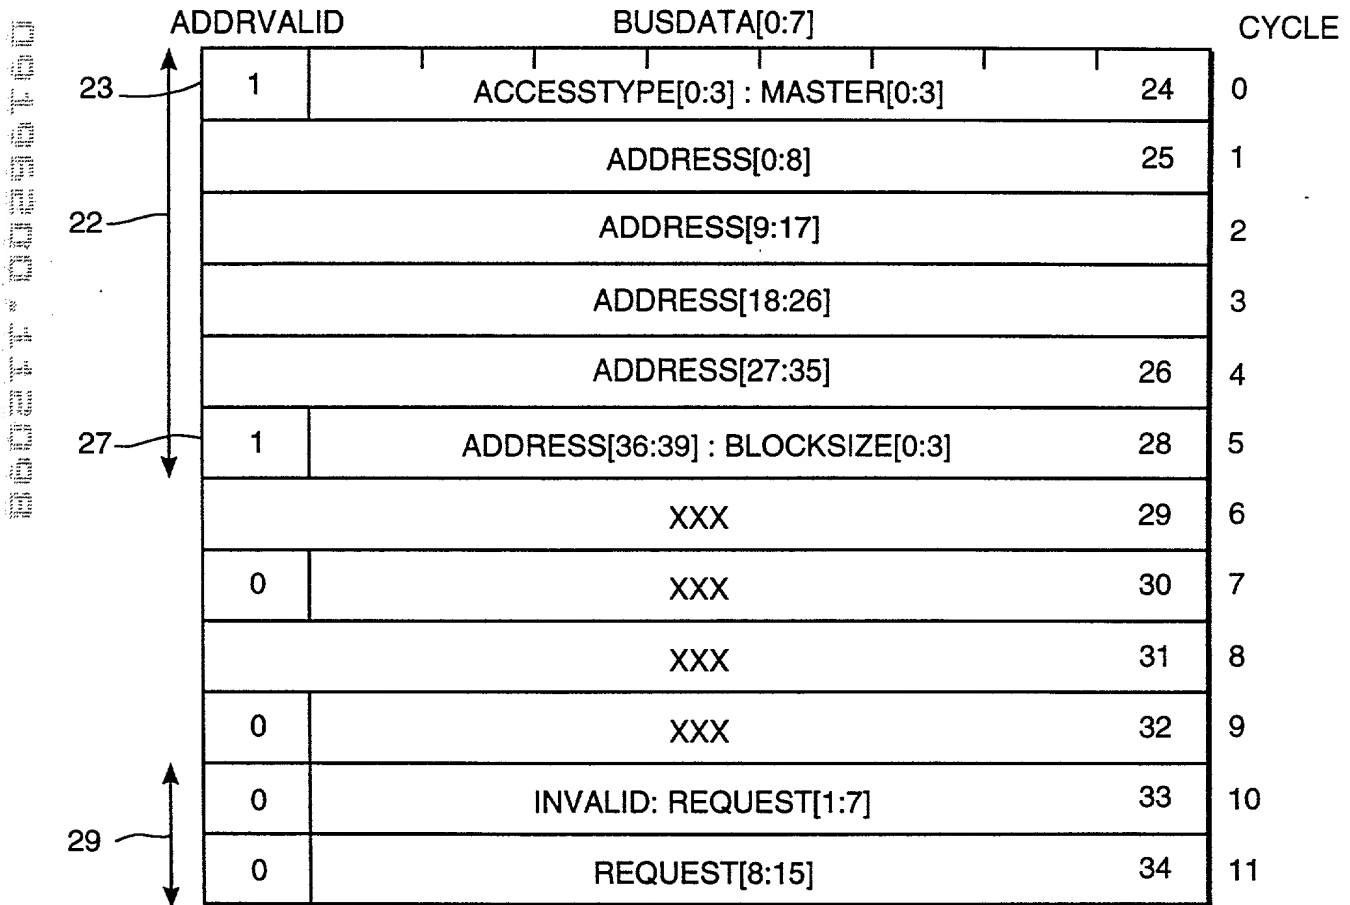 ADDRVALID BUSDATA[0:7] CYCLE
23 1 ACCESSTYPE[0:3] : MASTER[0:3] 24 0
ADDRESS[0:8] 25 1
22 ADDRESS[9:17] 2
ADDRESS[18:26] 3
ADDRESS[27:35] 26 4
27 1 ADDRESS[36:39] : BLOCKSIZE[0:3] 28 5
XXX 29 6
0 XXX 30 7
XXX 31 8
0 XXX 32 9
0 INVALID: REQUEST[1:7] 33 10
29
0 REQUEST[8:15] 34 11